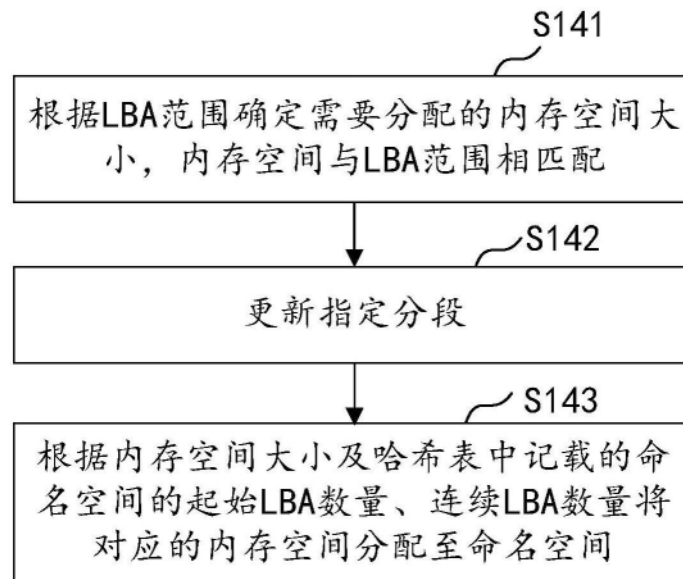 S141
根据LBA范围确定需要分配的内存空间大
小，内存空间与LBA范围相匹配
S142
更新指定分段
S143
根据内存空间大小及哈希表中记载的命
名空间的起始LBA数量、连续LBA数量将
对应的内存空间分配至命名空间